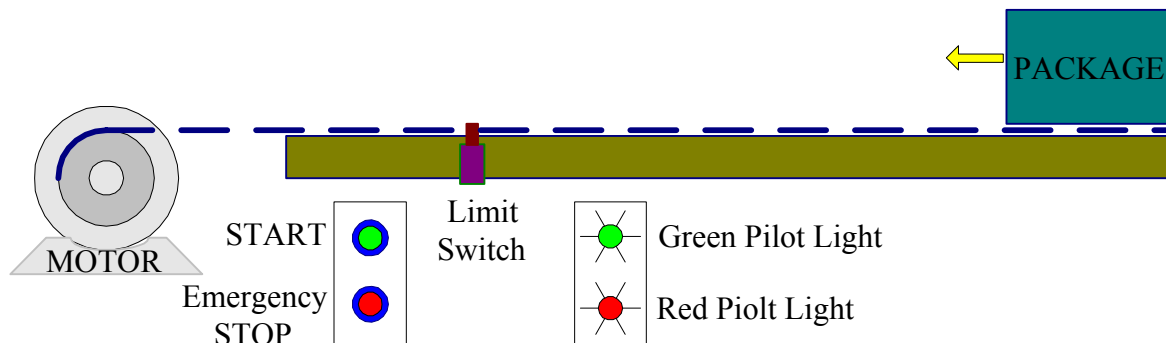 PACKAGE
MOTOR
START
Emergency
STOP
Limit
Switch
Green Pilot Light
Red Piolt Light